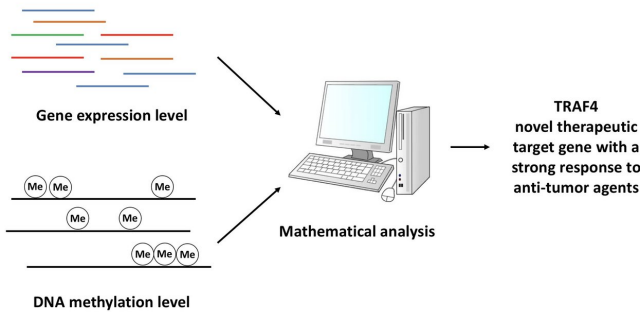 Gene expression level
Me Me Me
Me Me
Me Me Me
DNA methylation level
Mathematical analysis
TRAF4
novel therapeutic
target gene with a
strong response to
anti-tumor agents